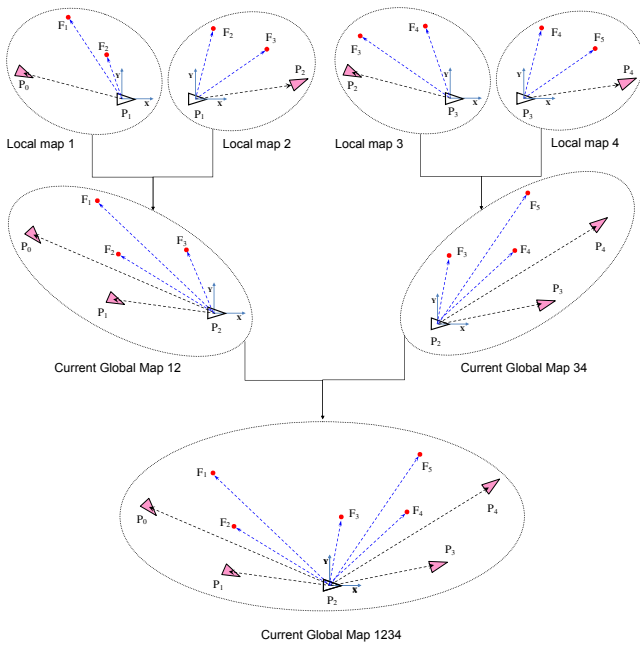 F1
F2
P0
Y
X
P1
F2
F3
P2
Y
X
P1
F3
F4
P2
Y
X
P3
F4
F5
P4
Y
X
P3
Local map 1
Local map 2
Local map 3
Local map 4
F1
P0
F2
F3
P1
Y
X
P2
F5
P4
F3
F4
P3
Y
X
P2
Current Global Map 12
Current Global Map 34
F1
F5
P0
F2
F3
F4
P4
P1
P3
Y
X
P2
Current Global Map 1234